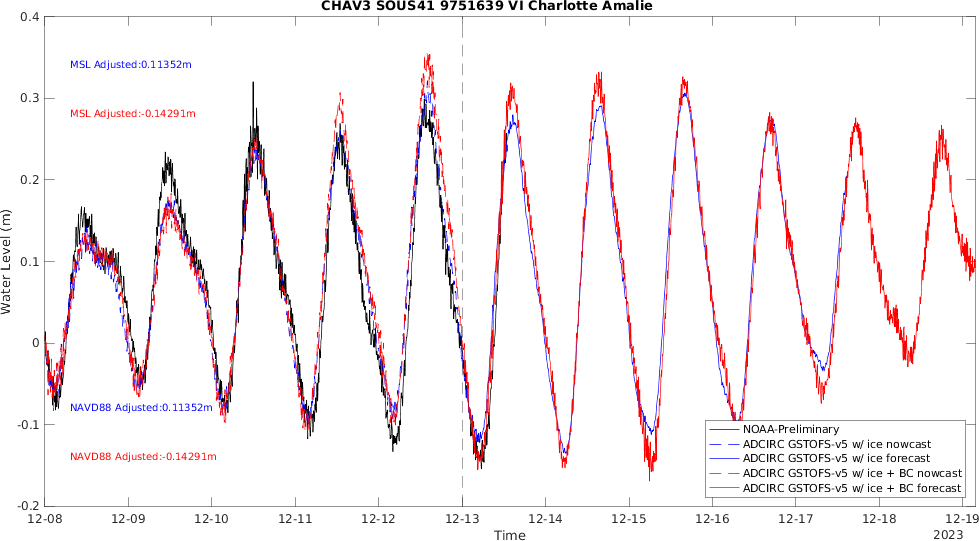 CHAV3 SOUS41 9751639 VI Charlotte Amalie
0.4
0.3
0.2
0.1
0
-0.1
-0.2
Water Level (m)
MSL Adjusted:0.11352m
MSL Adjusted:-0.14291m
NAVD88 Adjusted:0.11352m
NAVD88 Adjusted:-0.14291m
NOAA-Preliminary
ADCIRC GSTOFS-v5 w/ ice nowcast
ADCIRC GSTOFS-v5 w/ ice forecast
ADCIRC GSTOFS-v5 w/ ice + BC nowcast
ADCIRC GSTOFS-v5 w/ ice + BC forecast
12-08 12-09 12-10 12-11 12-12 12-13 12-14 12-15 12-16 12-17 12-18 12-19
Time
2023